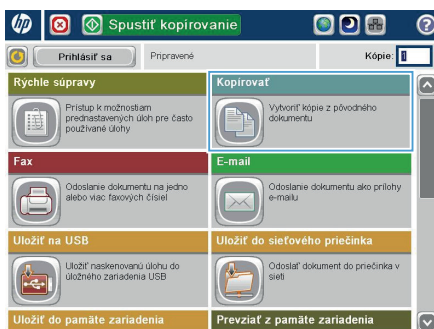 hp Spustiť kopírovanie ?
Prihlásiť sa Pripravené Kópie: 1
Rýchle súpravy
Prístup k možnostiam
prednastavených úloh pre často
používané úlohy
Kopírovať
Vytvoriť kópie z pôvodného
dokumentu
Fax
Odoslanie dokumentu na jedno
alebo viac faxových čísiel
E-mail
Odoslanie dokumentu ako prílohy
e-mailu
Uložiť na USB
Uložiť naskenovanú úlohu do
úložného zariadenia USB
Uložiť do sieťového priečinka
Odoslať dokument do priečinka v
sieti
Uložiť do pamäte zariadenia
Prevziať z pamäte zariadenia